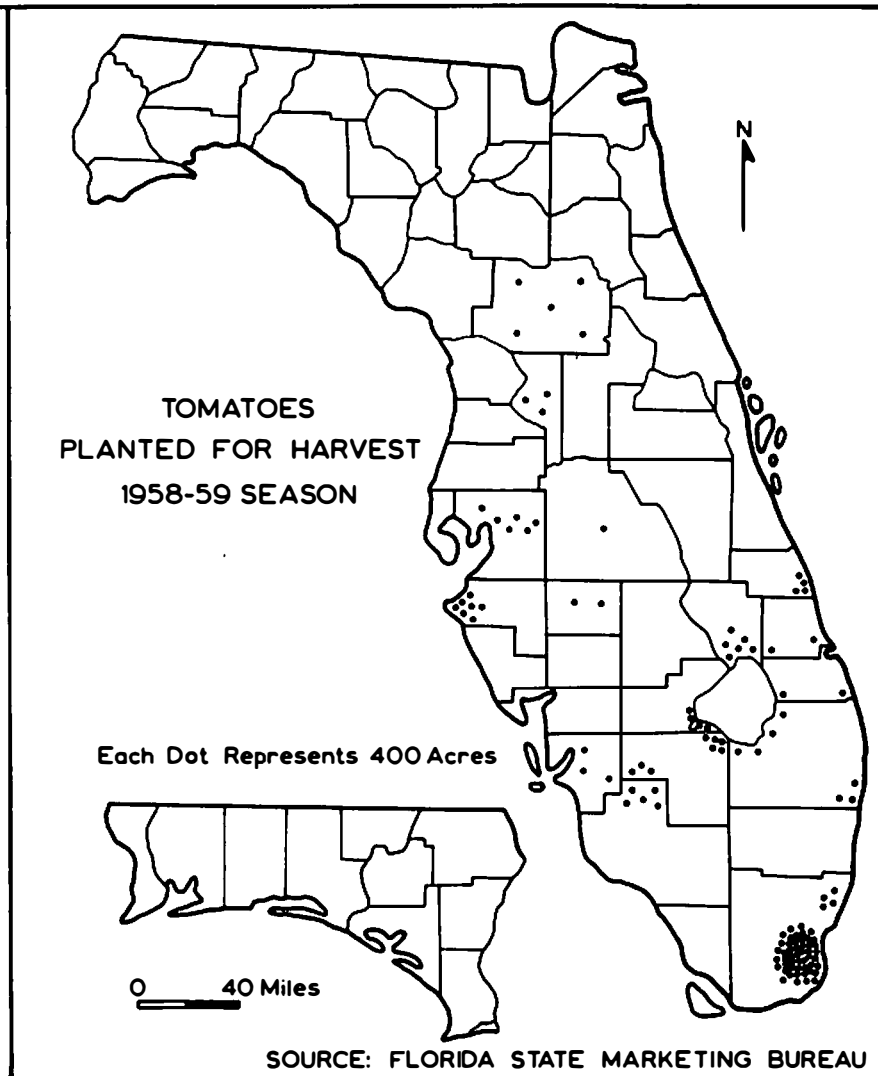 TOMATOES
PLANTED FOR HARVEST
1958-59 SEASON
N
Each Dot Represents 400 Acres
0 40 Miles
SOURCE: FLORIDA STATE MARKETING BUREAU